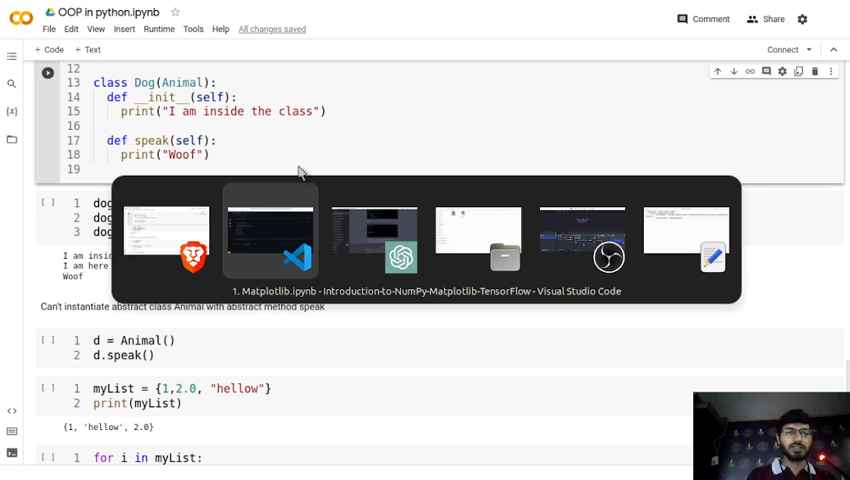 OOP in python.ipynb
Comment
Share
File Edit View Insert Runtime Tools Help All changes saved
+ Code + Text
Connect
12
13 class Dog(Animal):
14 def __init__(self):
15 print("I am inside the class")
16
17 def speak(self):
18 print("Woof")
19
[ ] 1 dog
2 dog
3 dog
I am insid
I am here
Woof
1. Matplotlib.ipynb - Introduction-to-NumPy-Matplotlib-TensorFlow - Visual Studio Code
Can't instantiate abstract class Animal with abstract method speak
[ ] 1 d = Animal()
2 d.speak()
[ ] 1 myList = {1,2.0, "hellow"}
2 print(myList)
{1, 'hellow', 2.0}
[ ] 1 for i in myList: